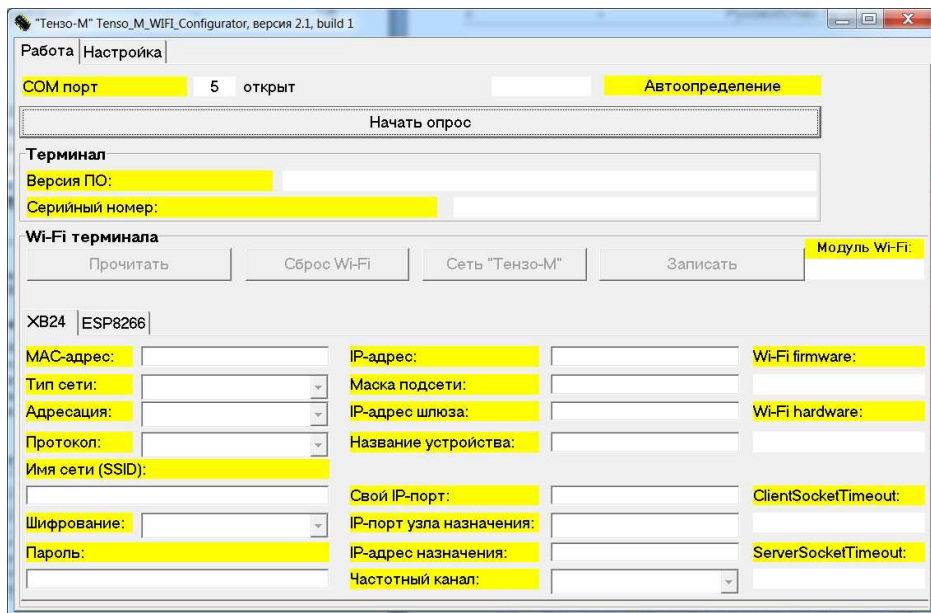 "Тензо-М" Tenso_M_WIFI_Configurator, версия 2.1, build 1
Работа Настройка
COM порт 5 открыт Автоопределение
Начать опрос
Терминал
Версия ПО:
Серийный номер:
Wi-Fi терминала
Модуль Wi-Fi:
Прочитать Сброс Wi-Fi Сеть "Тензо-М" Записать
XB24 ESP8266
MAC-адрес: IP-адрес: Wi-Fi firmware:
Тип сети: Маска подсети:
Адресация: IP-адрес шлюза: Wi-Fi hardware:
Протокол: Название устройства:
Имя сети (SSID):
Свой IP-порт: ClientSocketTimeout:
Шифрование: IP-порт узла назначения:
Пароль: IP-адрес назначения: ServerSocketTimeout:
Частотный канал: